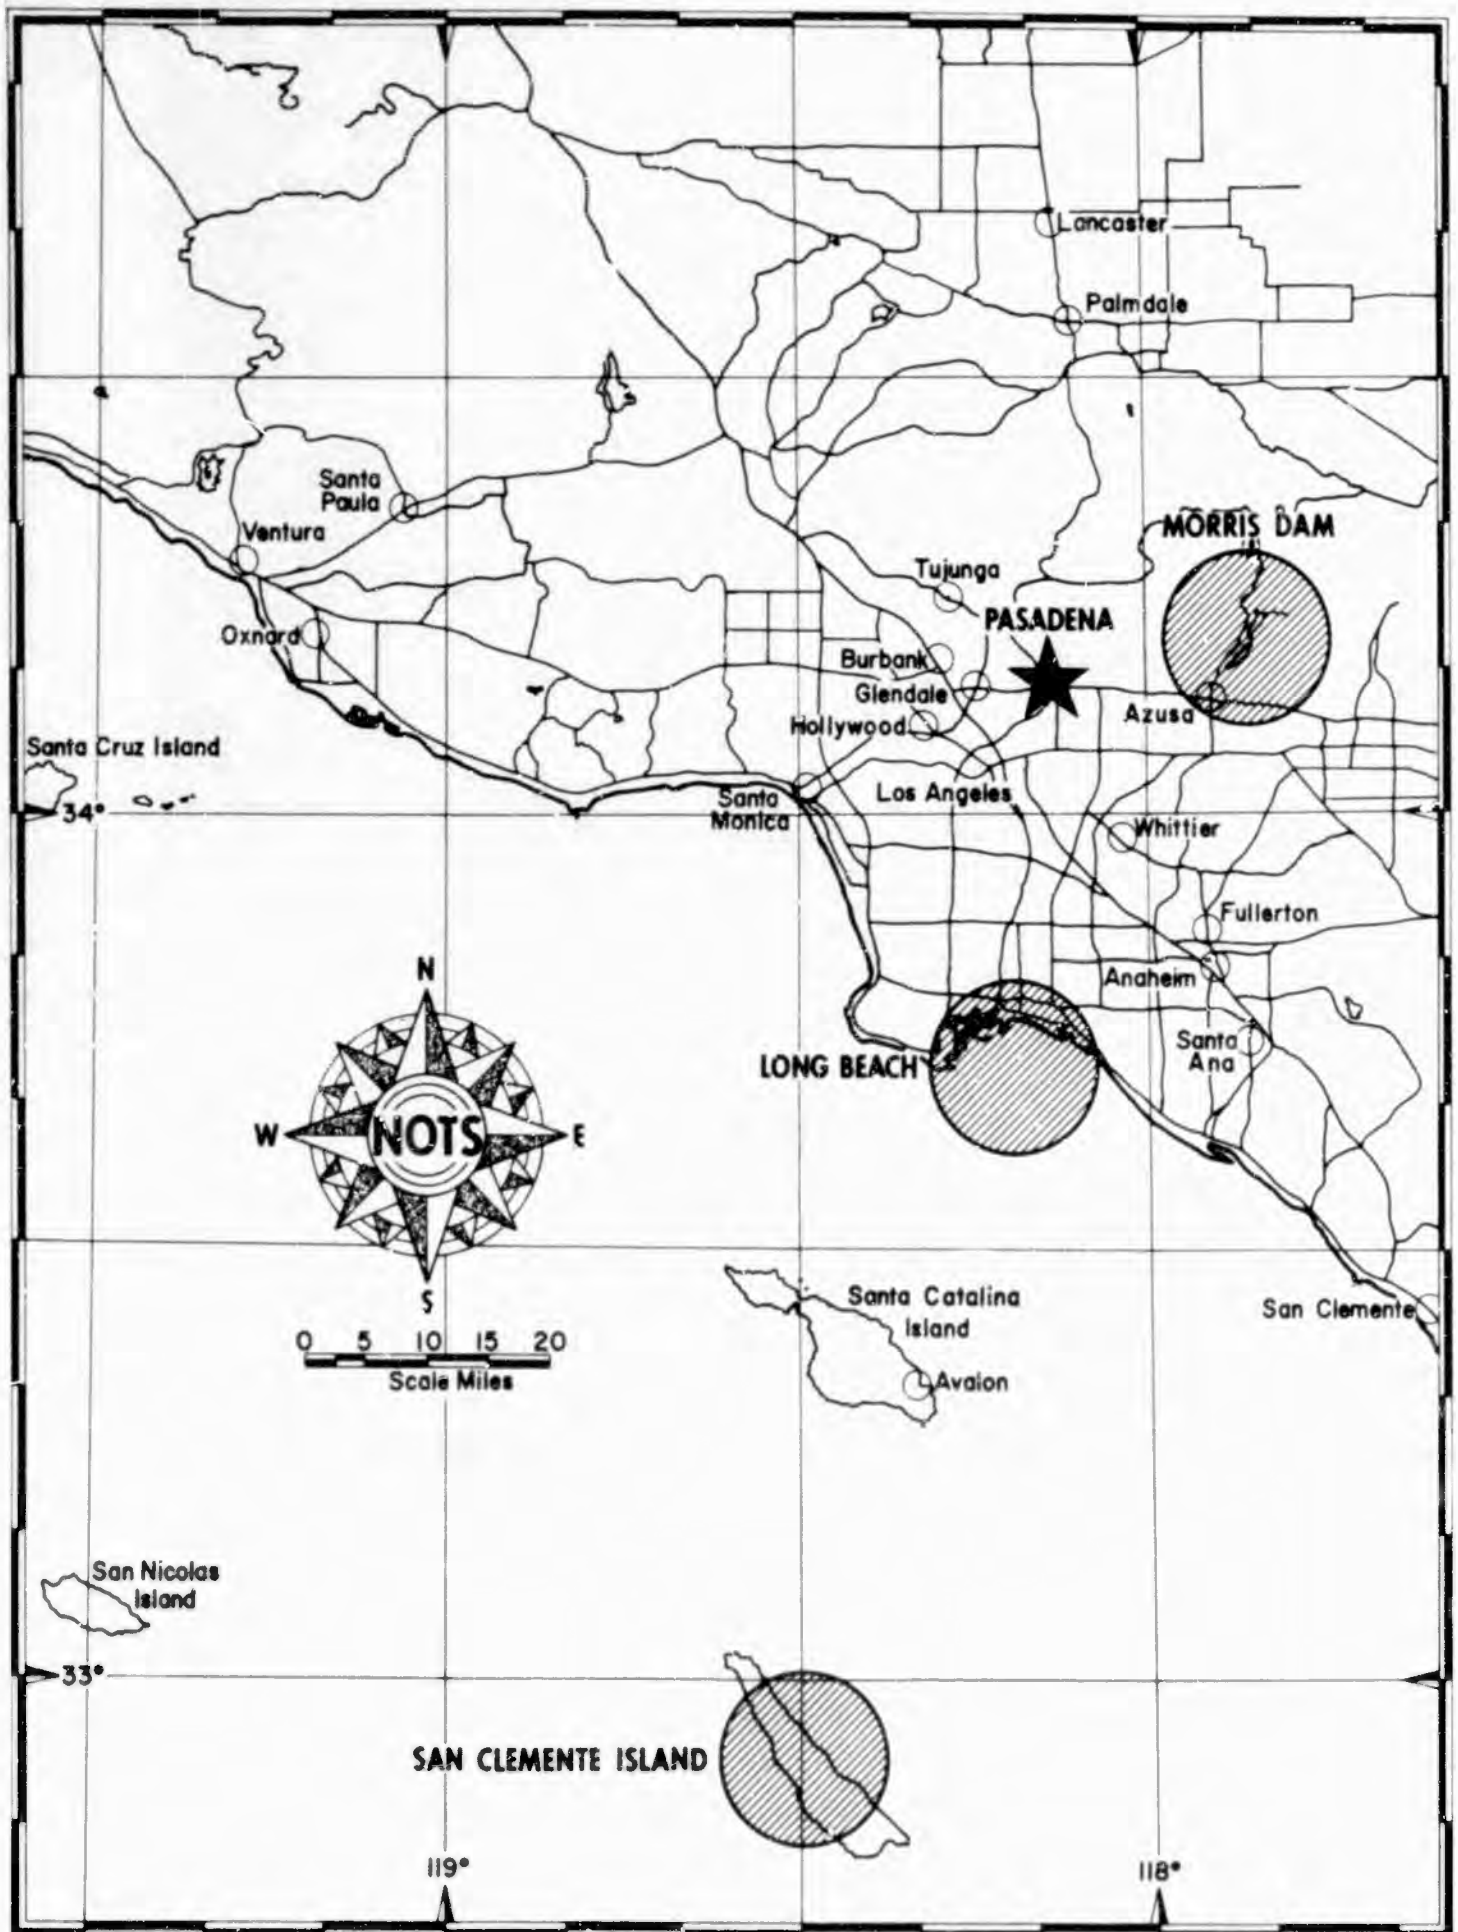 Lancaster
Palmdale
Santa
Paula
MORRIS DAM
Ventura
Tujunga
PASADENA
Oxnard
Burbank
Glendale
Azusa
Hollywood
Santa Cruz Island
Santa
Monica
Los Angeles
34°
Whittier
Fullerton
N
Anaheim
Santa
Ana
LONG BEACH
W
NOTS
E
S
Santa Catalina
Island
San Clemente
0 5 10 15 20
Scale Miles
Avalon
San Nicolas
Island
33°
SAN CLEMENTE ISLAND
119°
118°